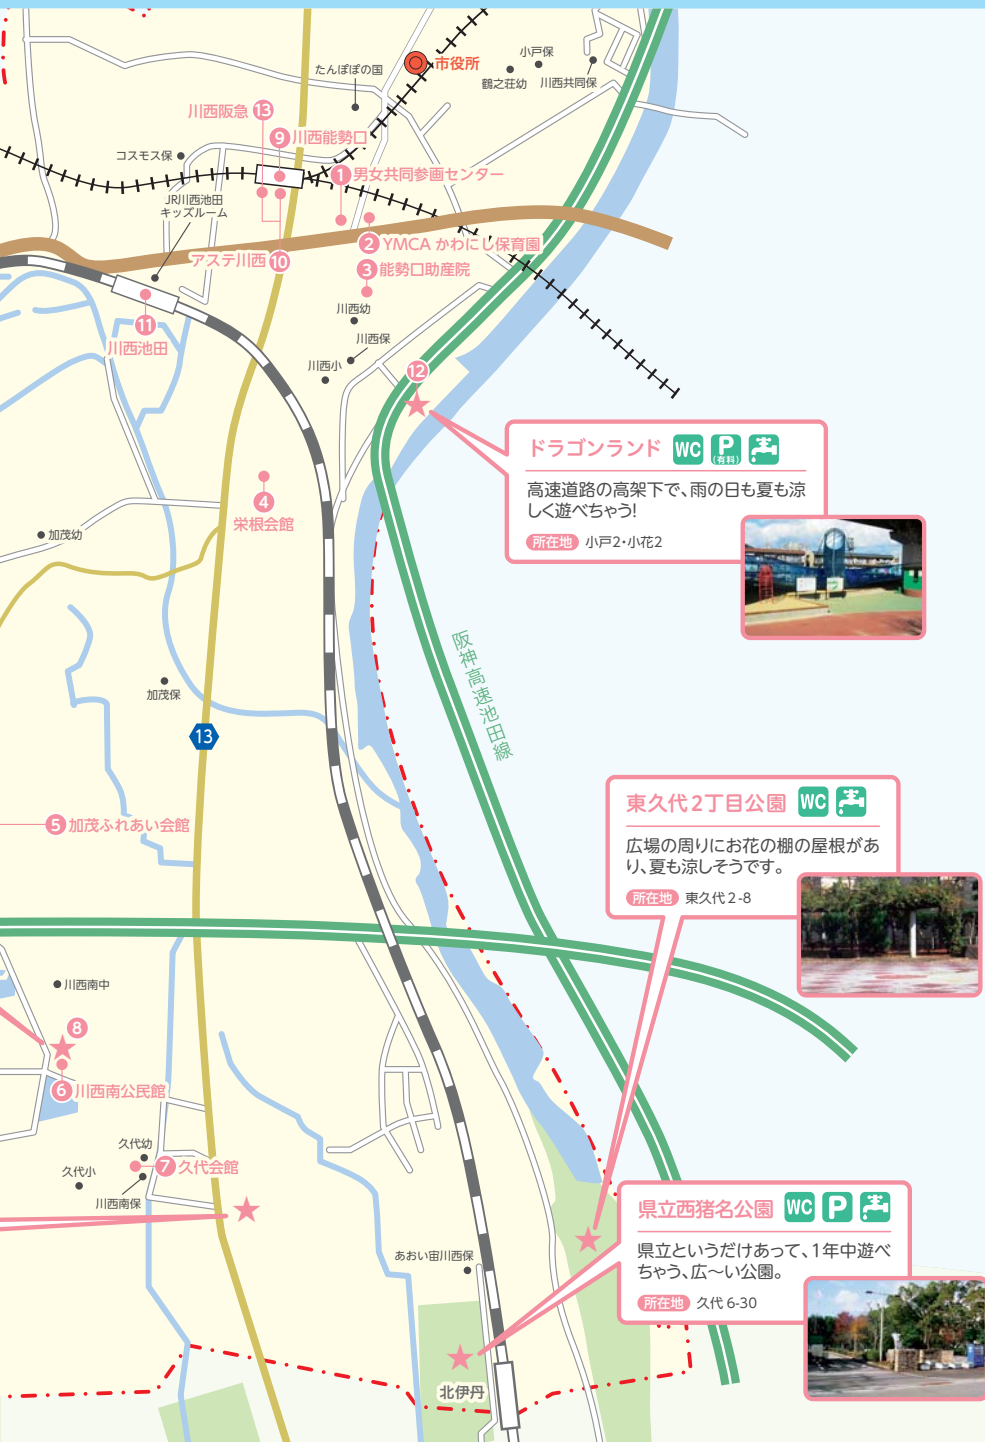 市役所
小戸保
鶴之荘幼
川西共同保
たんぽぽの国
川西阪急 13
9 川西能勢口
コスモス保
1 男女共同参画センター
JR川西池田
キッズルーム
2 YMCA かわにし保育園
アステ川西 10
3 能勢口助産院
川西幼
11
川西池田
川西保
川西小
12
ドラゴンランド WC P (有料)
高速道路の高架下で、雨の日も夏も涼
しく遊べちゃう!
所在地 小戸2・小花2
4
栄根会館
加茂幼
阪神高速池田線
加茂保
13
東久代2丁目公園 WC
広場の周りにお花の棚の屋根があ
り、夏も涼しそうです。
所在地 東久代2-8
5 加茂ふれあい会館
川西南中
8
6 川西南公民館
久代幼
7 久代会館
久代小
川西南保
県立西猪名公園 WC P
県立というだけあって、1年中遊べ
ちゃう、広〜い公園。
所在地 久代6-30
あおい宙川西保
北伊丹